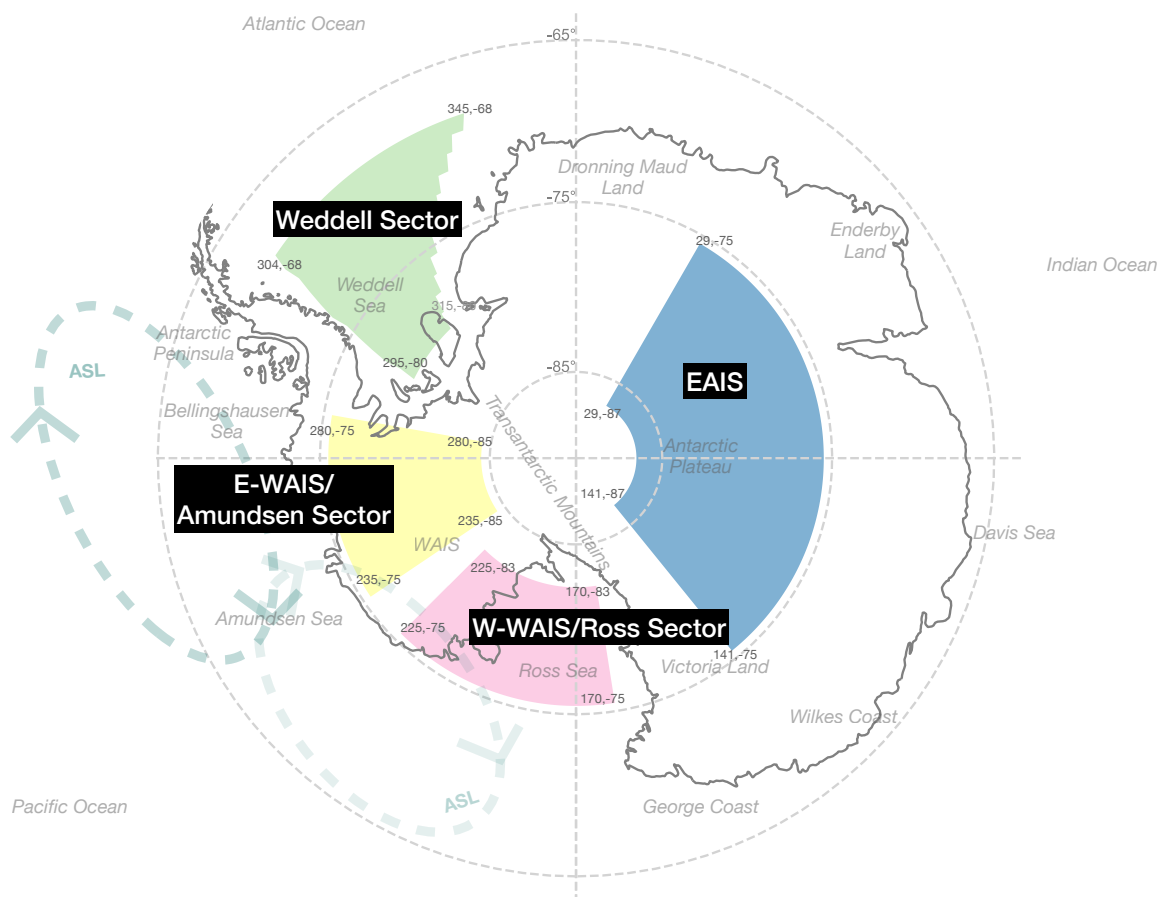 Atlantic Ocean
-65°
345,-68
Dronning Maud
Land
-75°
Weddell Sector
29,-75
Enderby
Land
304,-68
Indian Ocean
Weddell
Sea
Antarctic
Peninsula
295,-80
-85°
ASL
EAIS
Bellingshausen
Sea
280,-75
280,-85
29,-87
Transantarctic Mountains
Antarctic
Plateau
E-WAIS/
Amundsen Sector
141,-87
235,-85
WAIS
Davis Sea
225,-83
235,-75
170,-83
Amundsen Sea
225,-75
W-WAIS/Ross Sector
141,-75
Victoria Land
Ross Sea
170,-75
Wilkes Coast
ASL
Pacific Ocean
George Coast